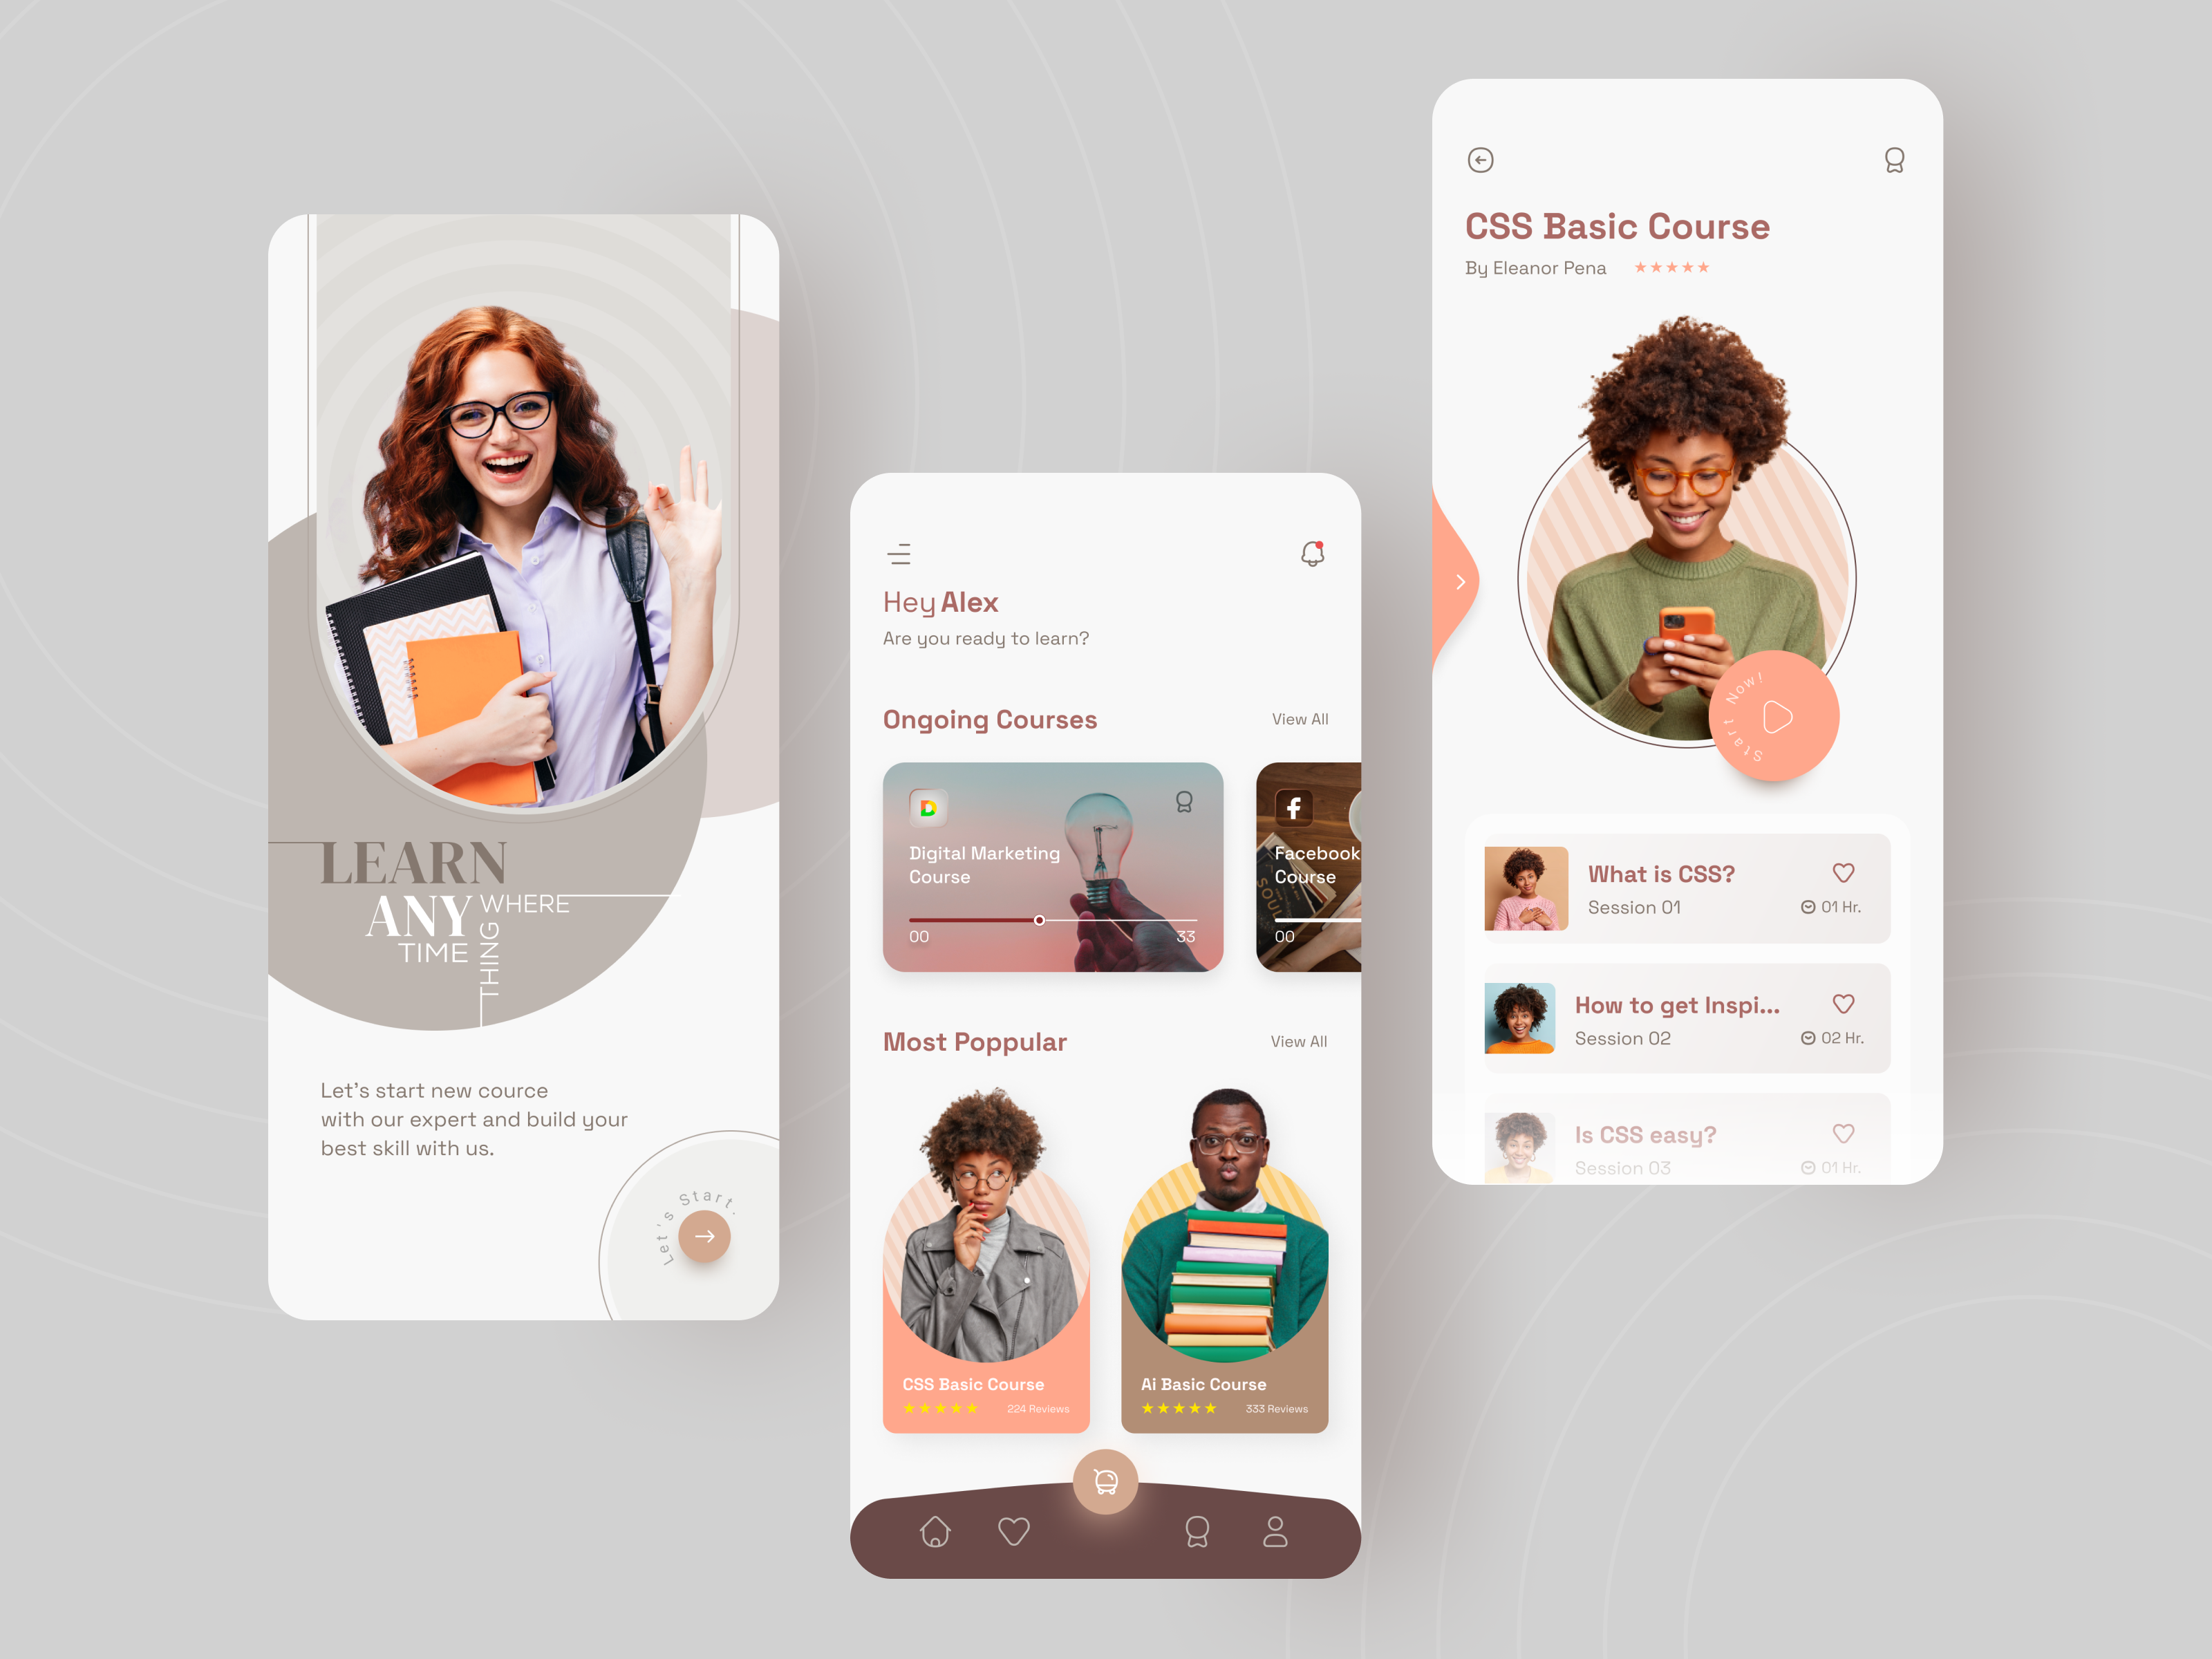 LEARN
ANY WHERE
TIME
THING
Let's start new cource
with our expert and build your
best skill with us.
Let's Start.
Hey Alex
Are you ready to learn?
Ongoing Courses
View All
Digital Marketing
Course
00
33
Facebook
Course
00
SOUL
Most Poppular
View All
CSS Basic Course
224 Reviews
Ai Basic Course
333 Reviews
CSS Basic Course
By Eleanor Pena
Start Now!
What is CSS?
Session 01
01 Hr.
How to get Inspi...
Session 02
02 Hr.
Is CSS easy?
Session 03
01 Hr.